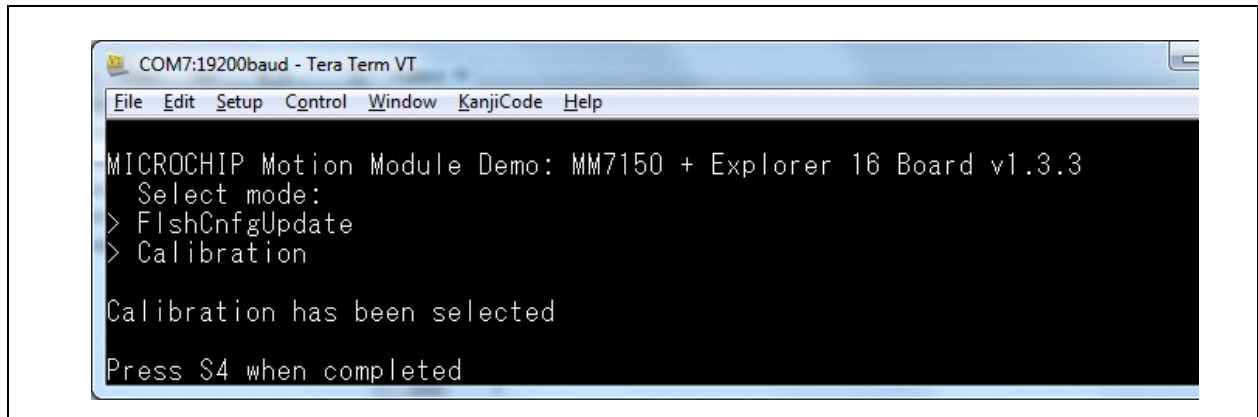 COM7:19200baud - Tera Term VT
File Edit Setup Control Window KanjiCode Help
MICROCHIP Motion Module Demo: MM7150 + Explorer 16 Board v1.3.3
Select mode:
> FlshCnfgUpdate
> Calibration
Calibration has been selected
Press S4 when completed